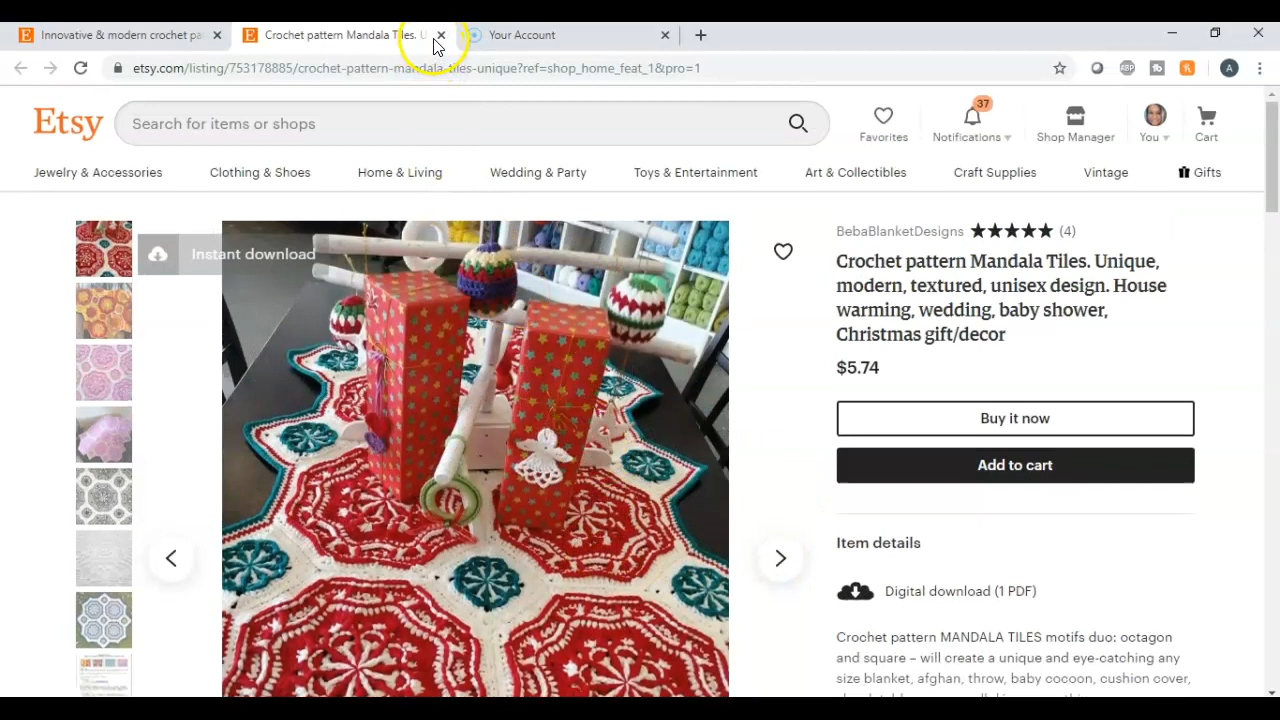 Innovative & modern crochet pa
Crochet pattern Mandala Tiles. U
Your Account
etsy.com/listing/753178885/crochet-pattern-mandala-tiles-unique?ref=shop_home_feat_1&pro=1
ABP
A
Etsy
Search for items or shops
37
Favorites
Notifications
Shop Manager
You
Cart
Jewelry & Accessories
Clothing & Shoes
Home & Living
Wedding & Party
Toys & Entertainment
Art & Collectibles
Craft Supplies
Vintage
Gifts
Instant download
BebaBlanketDesigns ★★★★★ (4)
Crochet pattern Mandala Tiles. Unique,
modern, textured, unisex design. House
warming, wedding, baby shower,
Christmas gift/decor
$5.74
Buy it now
Add to cart
Item details
Digital download (1 PDF)
Crochet pattern MANDALA TILES motifs duo: octagon
and square – will create a unique and eye-catching any
size blanket, afghan, throw, baby cocoon, cushion cover,